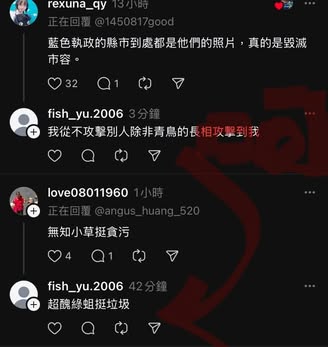 rexuna_qy 13小時
正在回覆 @1450817good
藍色執政的縣市到處都是他們的照片，真的是毀滅
市容。
32 1
fish_yu.2006 3分鐘
我從不攻擊別人除非青鳥的長相攻擊到我
love08011960 1小時
正在回覆 @angus_huang_520
無知小草挺貪污
4 1
fish_yu.2006 42分鐘
超醜綠蛆挺垃圾